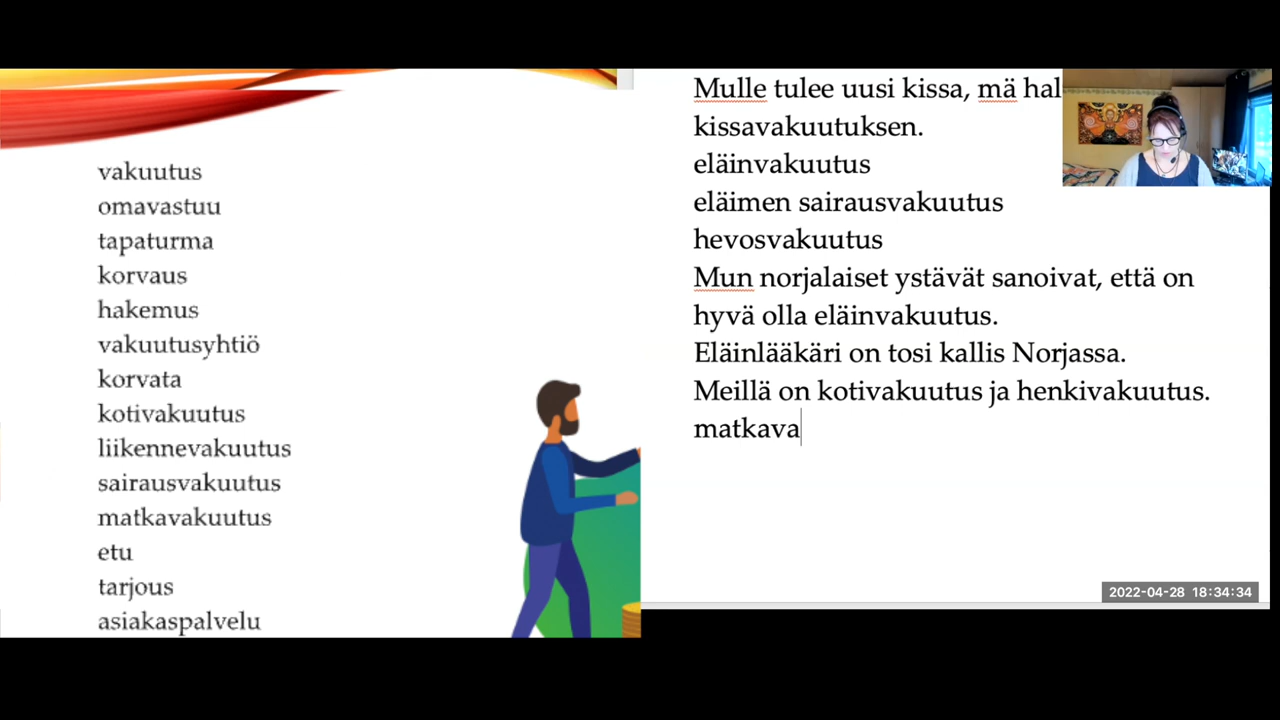 vakuutus
omavastuu
tapaturma
korvaus
hakemus
vakuutusyhtiö
korvata
kotivakuutus
liikennevakuutus
sairausvakuutus
matkavakuutus
etu
tarjous
asiakaspalvelu
Mulle tulee uusi kissa, mä hal
kissavakuutuksen.
eläinvakuutus
eläimen sairausvakuutus
hevosvakuutus
Mun norjalaiset ystävät sanoivat, että on
hyvä olla eläinvakuutus.
Eläinlääkäri on tosi kallis Norjassa.
Meillä on kotivakuutus ja henkivakuutus.
matkava
2022-04-28 18:34:34